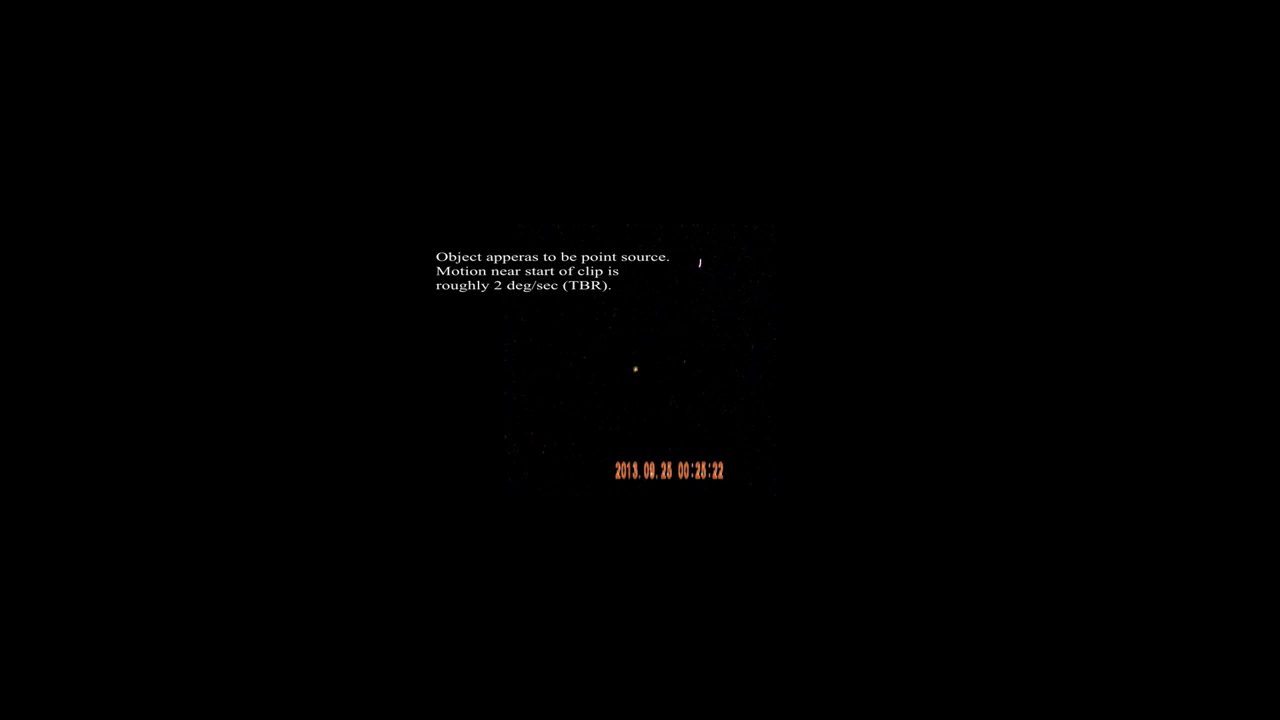 Object apperas to be point source.
Motion near start of clip is
roughly 2 deg/sec (TBR).
2013.09.25 00:25:22